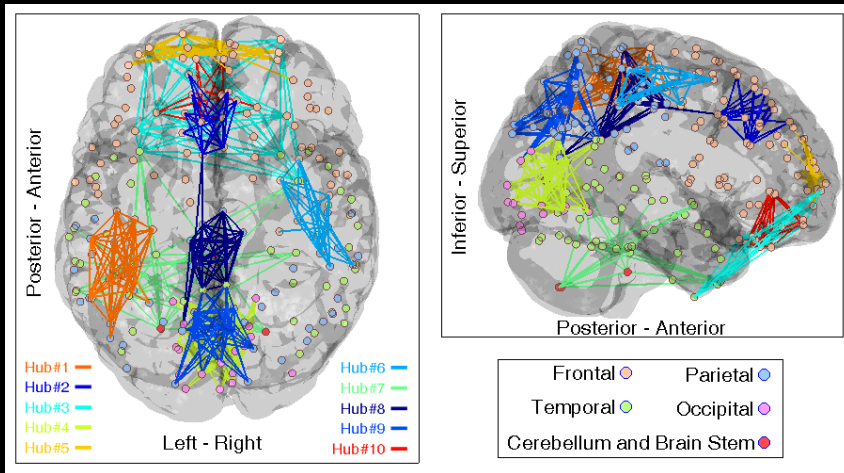 Posterior - Anterior
Hub#1
Hub#2
Hub#3
Hub#4
Hub#5
Left - Right
Hub#6
Hub#7
Hub#8
Hub#9
Hub#10
Inferior - Superior
Posterior - Anterior
Frontal
Parietal
Temporal
Occipital
Cerebellum and Brain Stem